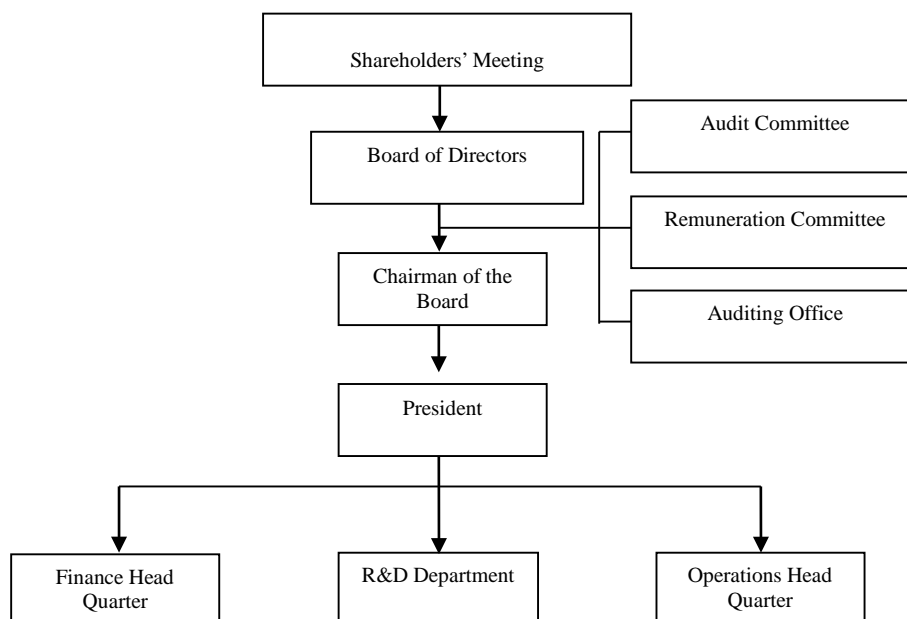 Shareholders’ Meeting
Board of Directors
Audit Committee
Remuneration Committee
Chairman of the
Board
Auditing Office
President
Finance Head
Quarter
R&D Department
Operations Head
Quarter